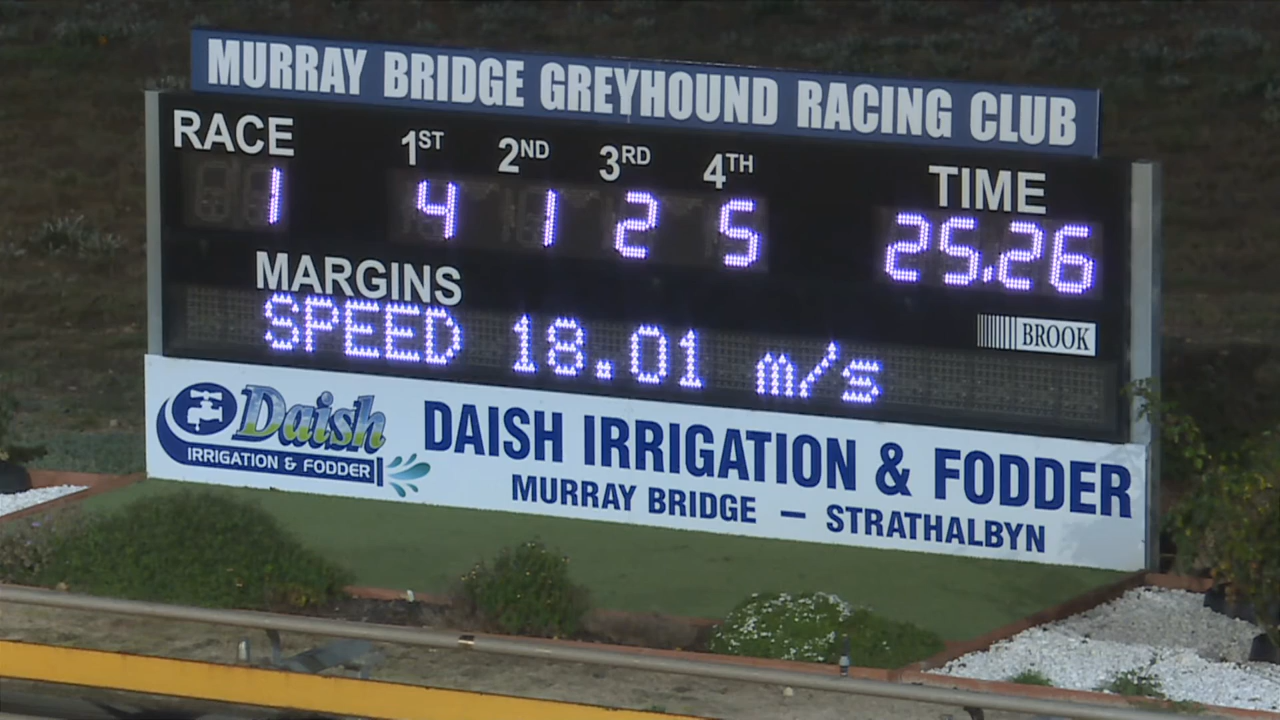 MURRAY BRIDGE GREYHOUND RACING CLUB
RACE 1ST 2ND 3RD 4TH TIME
1 4 1 2 5 25.26
MARGINS
SPEED 18.01 m/s
BROOK
Daish
IRRIGATION & FODDER
DAISH IRRIGATION & FODDER
MURRAY BRIDGE – STRATHALBYN